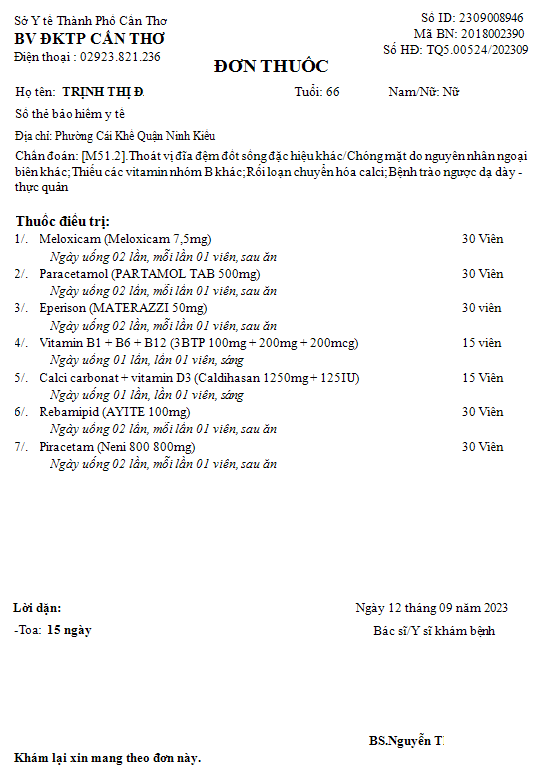 Sở Y tế Thành Phố Cần Thơ
Số ID: 2309008946
BV ĐKTP CẦN THƠ
Mã BN: 2018002390
Điện thoại : 02923.821.236
Số HĐ: TQ5.00524/202309
ĐƠN THUỐC
Họ tên: TRỊNH THỊ Đ
Tuổi: 66
Nam/Nữ: Nữ
Số thẻ bảo hiểm y tế
Địa chỉ: Phường Cái Khế Quận Ninh Kiều
Chẩn đoán: [M51.2].Thoát vị đĩa đệm đốt sống đặc hiệu khác/Chóng mặt do nguyên nhân ngoại
biên khác;Thiếu các vitamin nhóm B khác;Rối loạn chuyển hóa calci;Bệnh trào ngược dạ dày -
thực quản
Thuốc điều trị:
1/. Meloxicam (Meloxicam 7,5mg) 30 Viên
Ngày uống 02 lần, mỗi lần 01 viên, sau ăn
2/. Paracetamol (PARTAMOL TAB 500mg) 30 Viên
Ngày uống 02 lần, mỗi lần 01 viên, sau ăn
3/. Eperison (MATERAZZI 50mg) 30 viên
Ngày uống 02 lần, mỗi lần 01 viên, sau ăn
4/. Vitamin B1 + B6 + B12 (3BTP 100mg + 200mg + 200mcg) 15 viên
Ngày uống 01 lần, lần 01 viên, sáng
5/. Calci carbonat + vitamin D3 (Caldihasan 1250mg + 125IU) 15 Viên
Ngày uống 01 lần, lần 01 viên, sáng
6/. Rebamipid (AYITE 100mg) 30 Viên
Ngày uống 02 lần, mỗi lần 01 viên, sau ăn
7/. Piracetam (Neni 800 800mg) 30 Viên
Ngày uống 02 lần, mỗi lần 01 viên, sau ăn
Lời dặn:
Ngày 12 tháng 09 năm 2023
-Toa: 15 ngày
Bác sĩ/Y sĩ khám bệnh
BS.Nguyễn T
Khám lại xin mang theo đơn này.